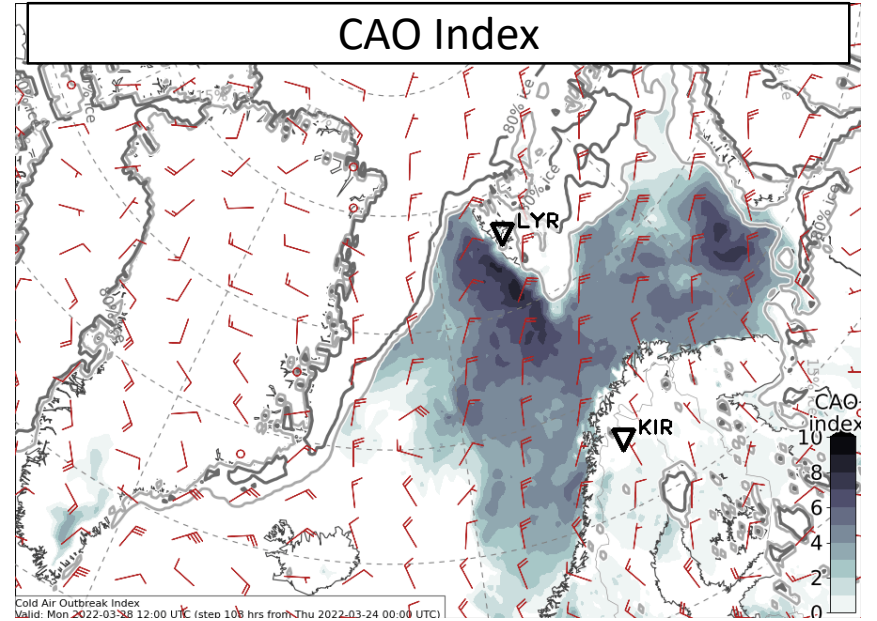 CAO Index
80% ice
LYR
80% ice
KIR
CAO
index
10
8
6
4
2
0
Cold Air Outbreak Index
Valid: Mon 2022-03-28 12:00 UTC (step 108 hrs from Thu 2022-03-24 00:00 UTC)